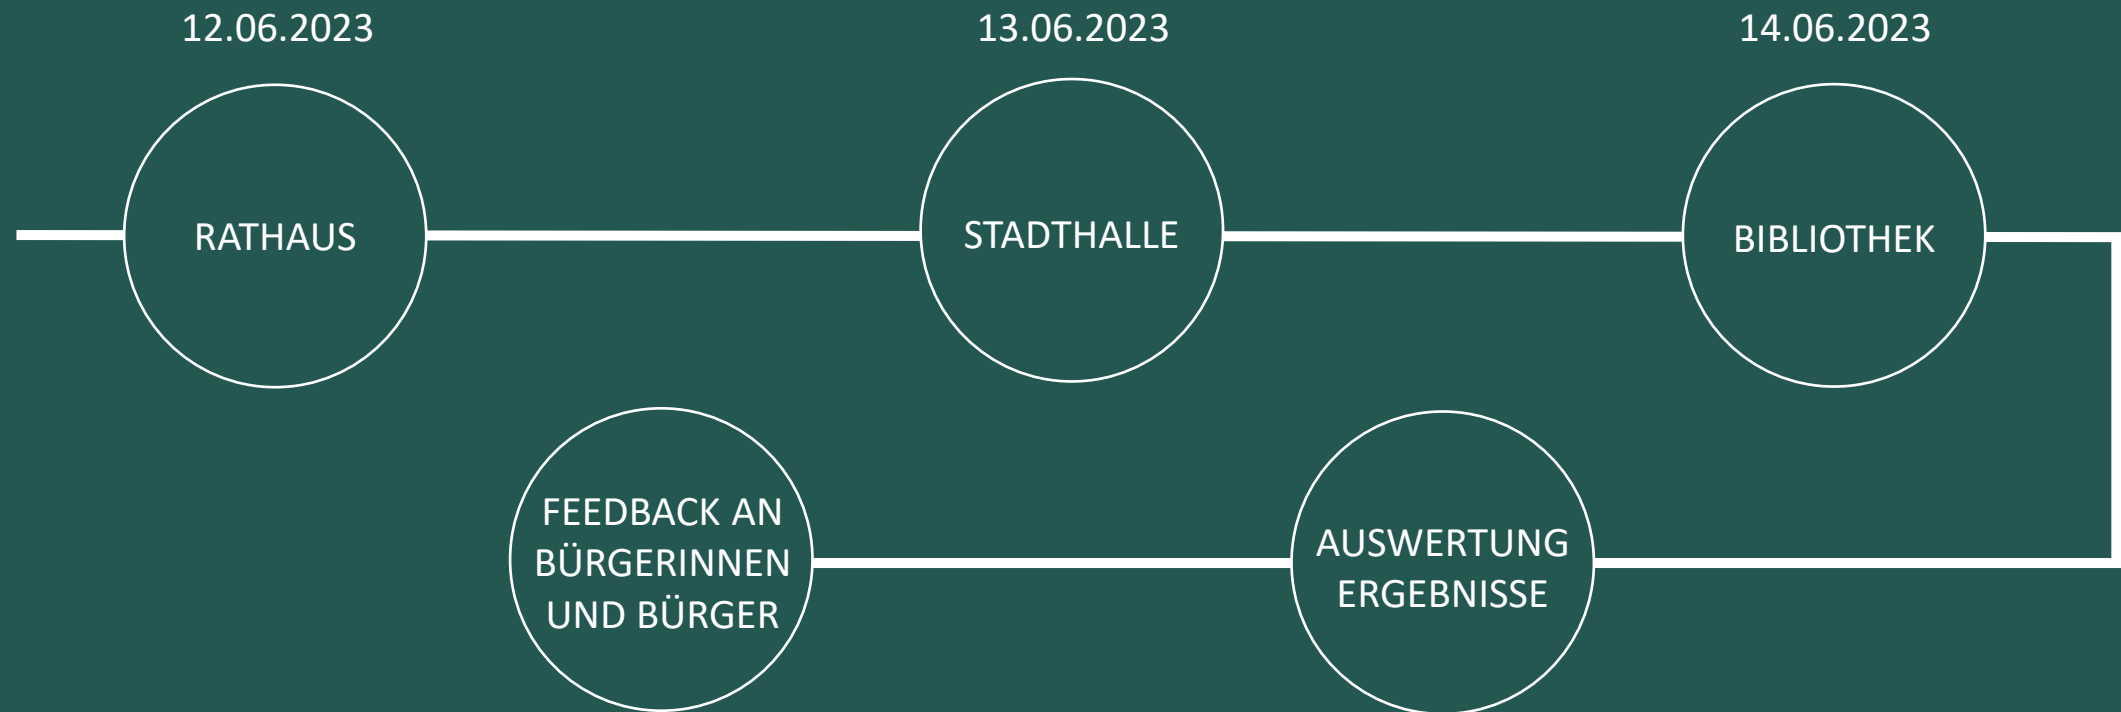 12.06.2023
13.06.2023
14.06.2023
RATHAUS
STADTHALLE
BIBLIOTHEK
FEEDBACK AN
BÜRGERINNEN
UND BÜRGER
AUSWERTUNG
ERGEBNISSE